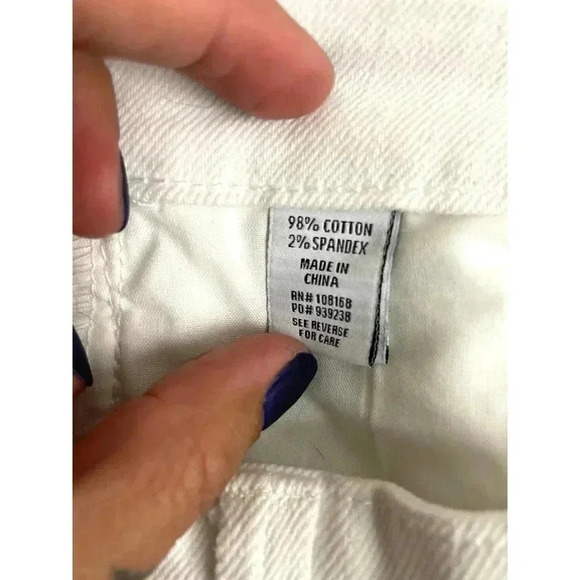 98% COTTON
2% SPANDEX
MADE IN
CHINA
RN# 108168
PO# 939238
SEE REVERSE
FOR CARE